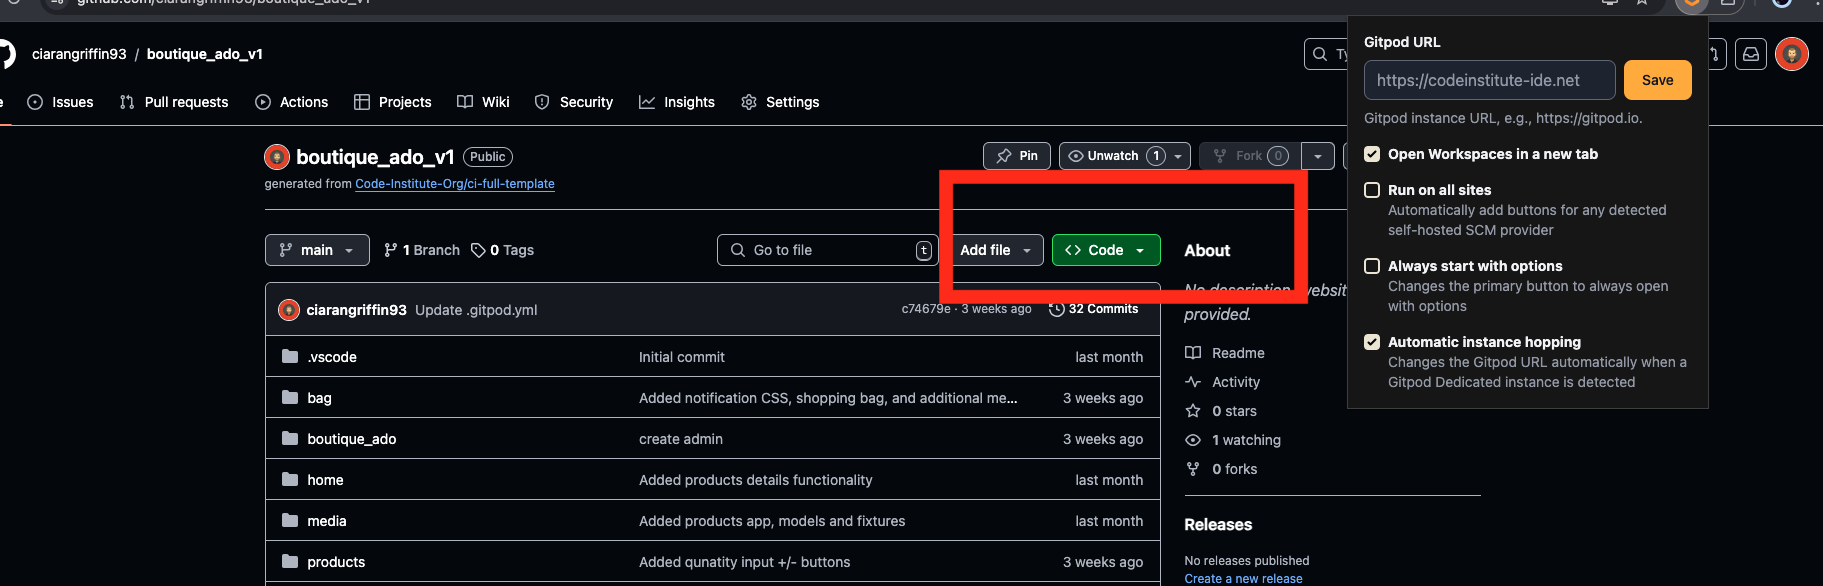 github.com/ciarangriffin93/boutique_ado_v1
ciarangriffin93 / boutique_ado_v1
Issues Pull requests Actions Projects Wiki Security Insights Settings
boutique_ado_v1 Public
Pin Unwatch 1 Fork 0
generated from Code-Institute-Org/ci-full-template
main 1 Branch 0 Tags
Go to file t Add file Code
About
ciarangriffin93 Update .gitpod.yml c74679e · 3 weeks ago 32 Commits
provided.
.vscode Initial commit last month
bag Added notification CSS, shopping bag, and additional me... 3 weeks ago
boutique_ado create admin 3 weeks ago
home Added products details functionality last month
media Added products app, models and fixtures last month
products Added qunatity input +/- buttons 3 weeks ago
Readme
Activity
0 stars
1 watching
0 forks
Releases
No releases published
Create a new release
Gitpod URL
https://codeinstitute-ide.net Save
Gitpod instance URL, e.g., https://gitpod.io.
Open Workspaces in a new tab
Run on all sites
Automatically add buttons for any detected
self-hosted SCM provider
Always start with options
Changes the primary button to always open
with options
Automatic instance hopping
Changes the Gitpod URL automatically when a
Gitpod Dedicated instance is detected